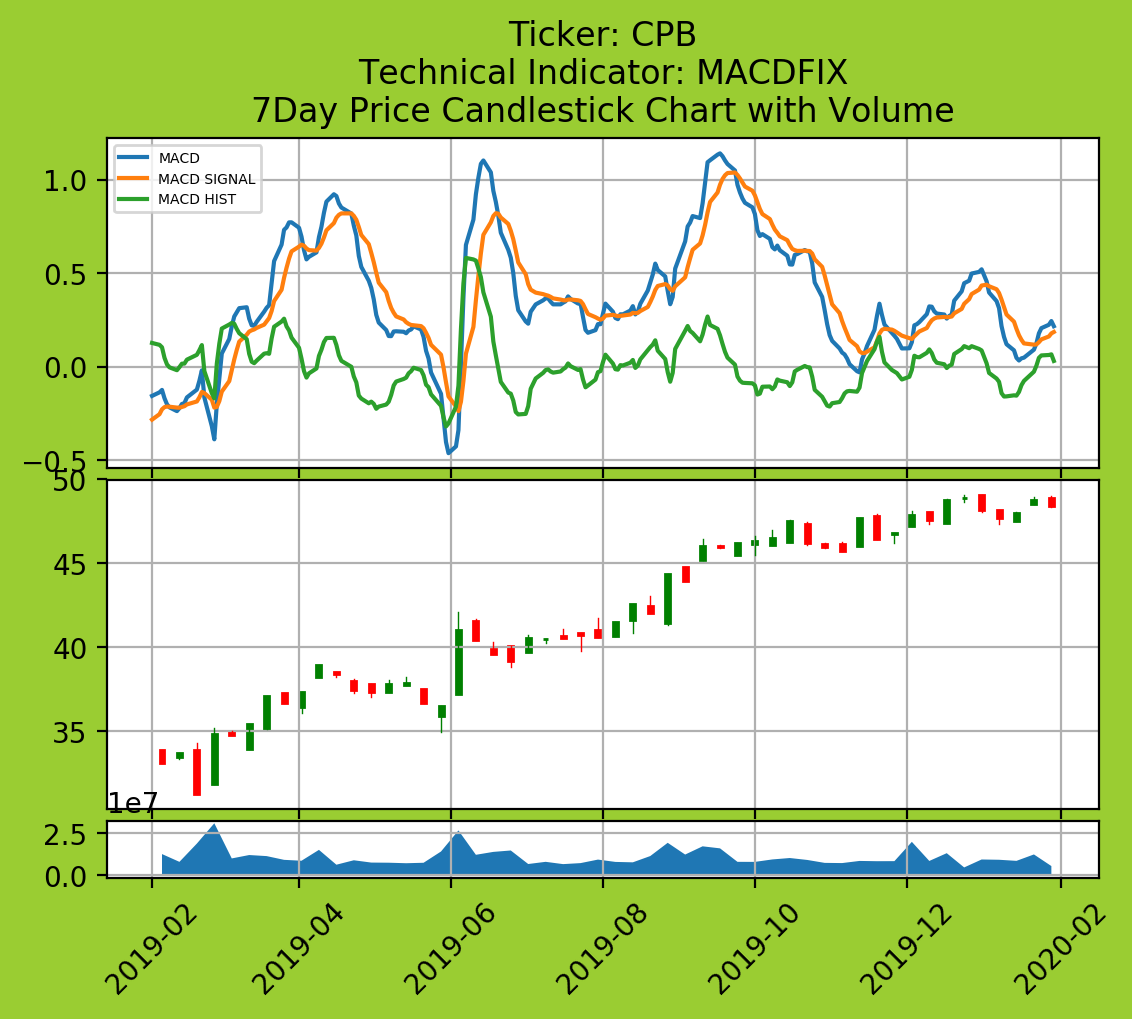 Ticker: CPB
Technical Indicator: MACDFIX
7Day Price Candlestick Chart with Volume
MACD
MACD SIGNAL
MACD HIST
1.0
0.5
0.0
−0.5
50
45
40
35
1e7
2.5
0.0
2019-02
2019-04
2019-06
2019-08
2019-10
2019-12
2020-02